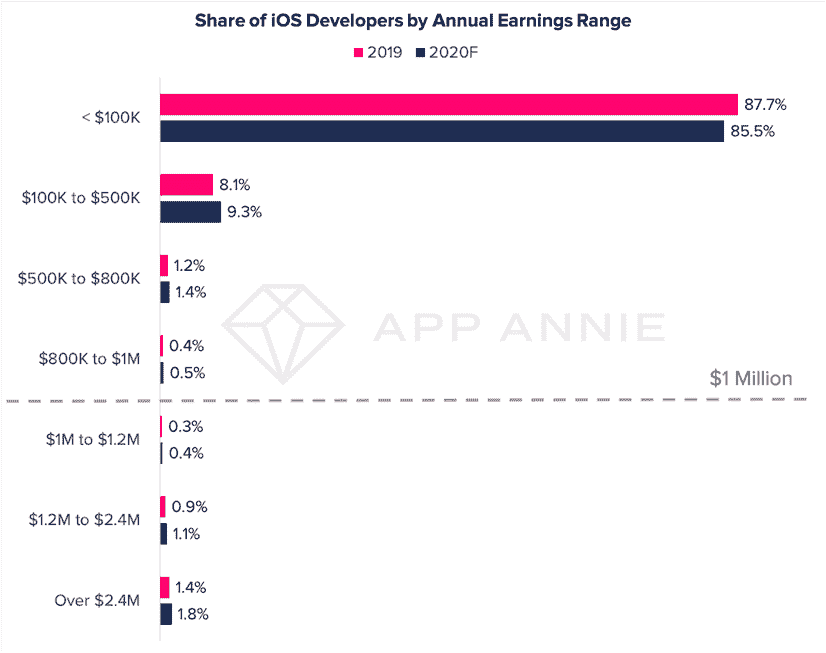 Share of iOS Developers by Annual Earnings Range
2019 2020F
< $100K
87.7%
85.5%
$100K to $500K
8.1%
9.3%
$500K to $800K
1.2%
1.4%
APP ANNIE
$800K to $1M
0.4%
0.5%
$1 Million
$1M to $1.2M
0.3%
0.4%
$1.2M to $2.4M
0.9%
1.1%
Over $2.4M
1.4%
1.8%